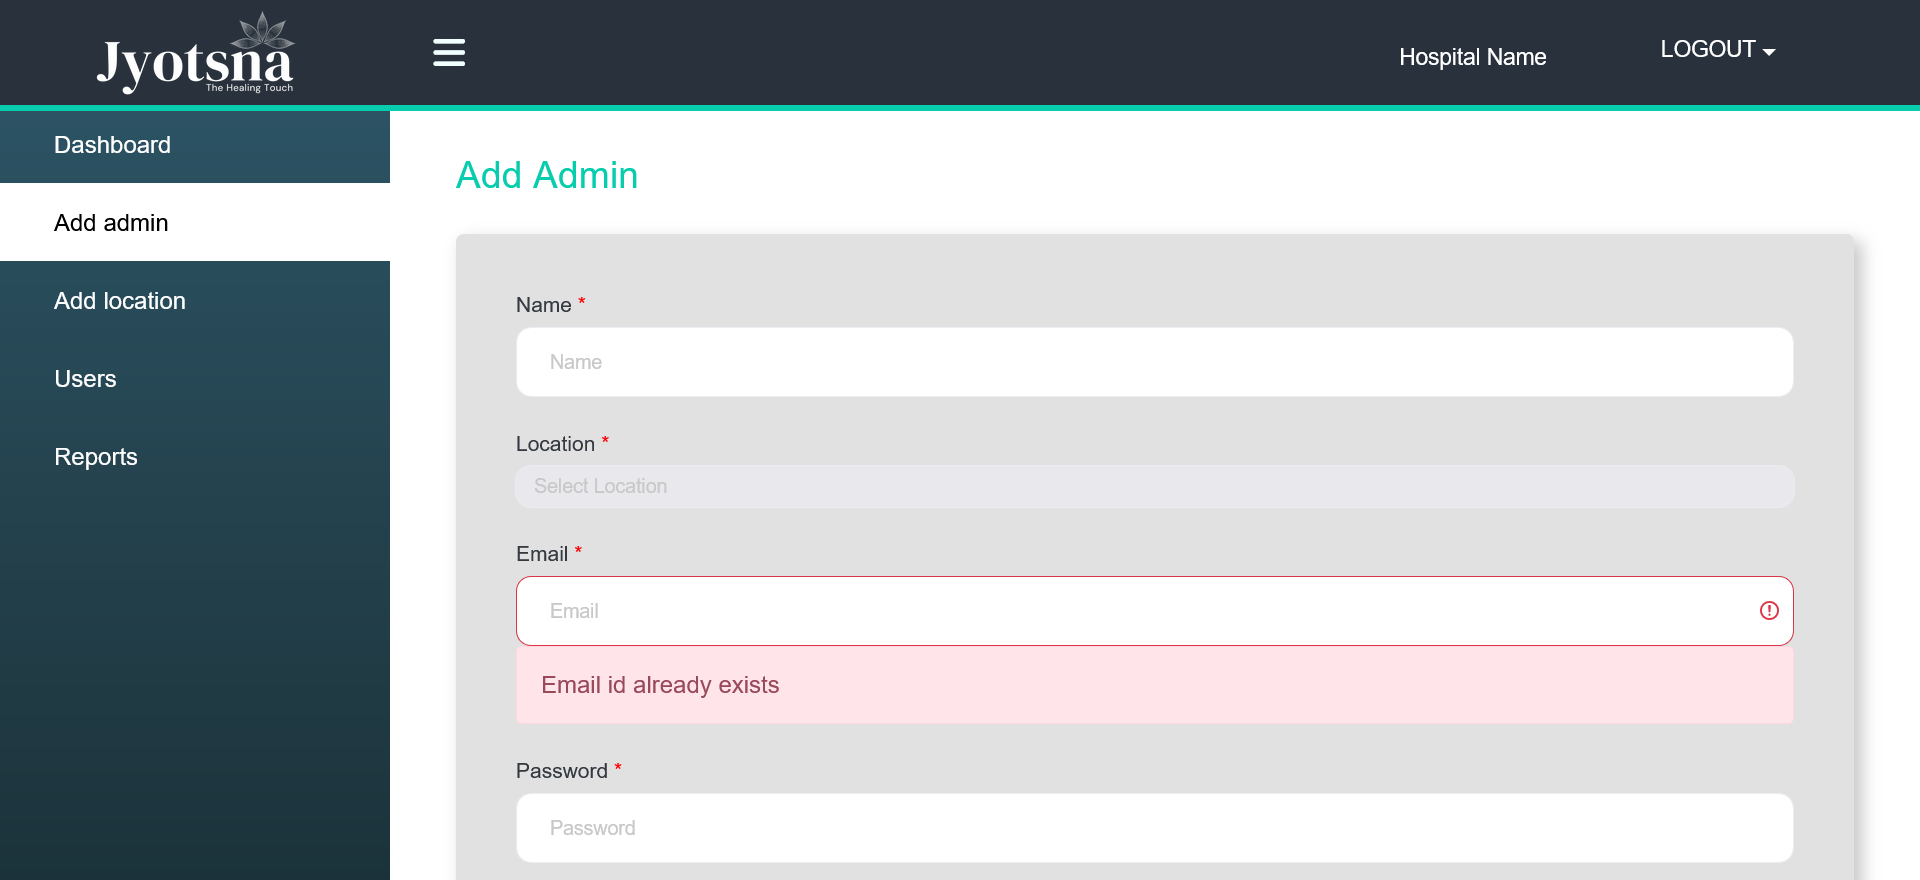 Jyotsna
The Healing Touch
Hospital Name
LOGOUT
Dashboard
Add admin
Add location
Users
Reports
Add Admin
Name *
Name
Location *
Select Location
Email *
Email
Email id already exists
Password *
Password